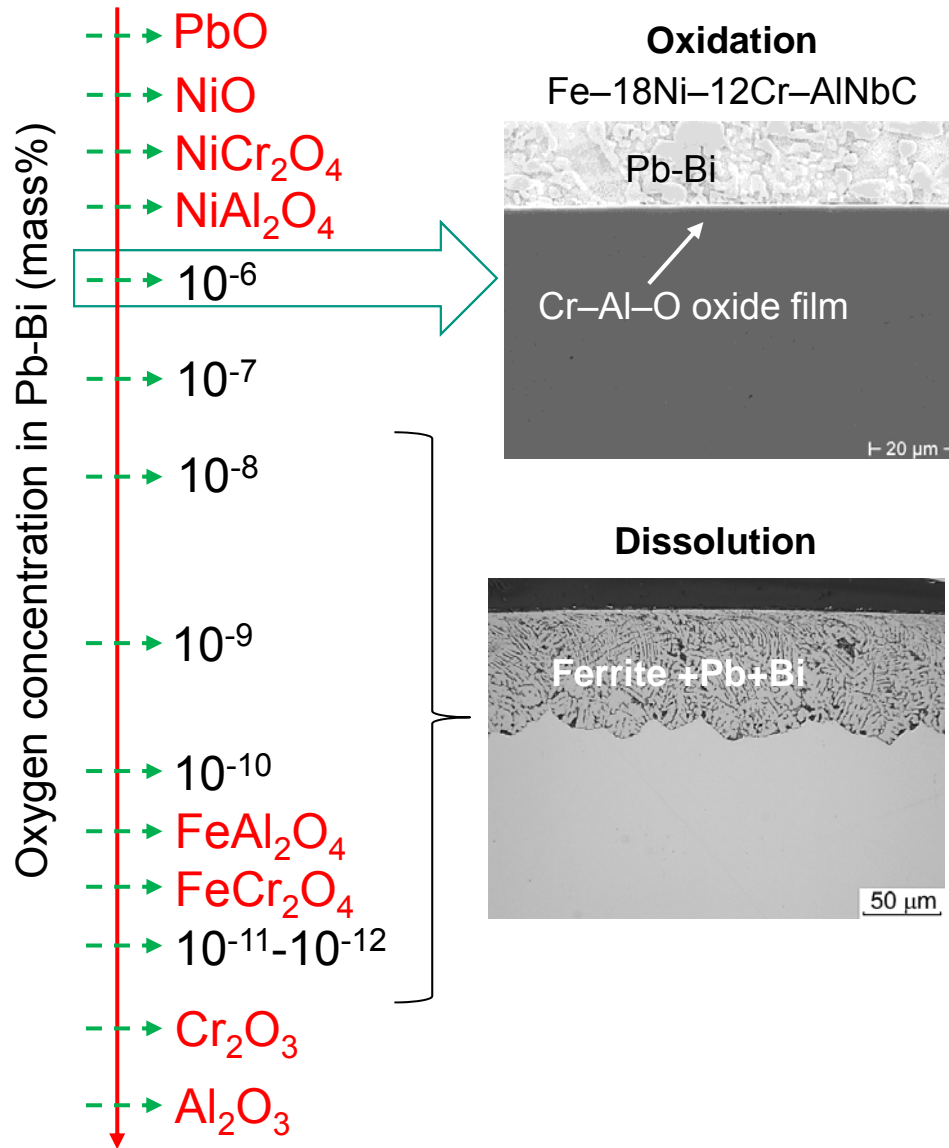 Oxygen concentration in Pb-Bi (mass%)
PbO
NiO
NiCr₂O₄
NiAl₂O₄
10⁻⁶
10⁻⁷
10⁻⁸
10⁻⁹
10⁻¹⁰
FeAl₂O₄
FeCr₂O₄
10⁻¹¹-10⁻¹²
Cr₂O₃
Al₂O₃
Oxidation
Fe–18Ni–12Cr–AlNbC
Pb-Bi
Cr–Al–O oxide film
20 µm
Dissolution
Ferrite +Pb+Bi
50 µm